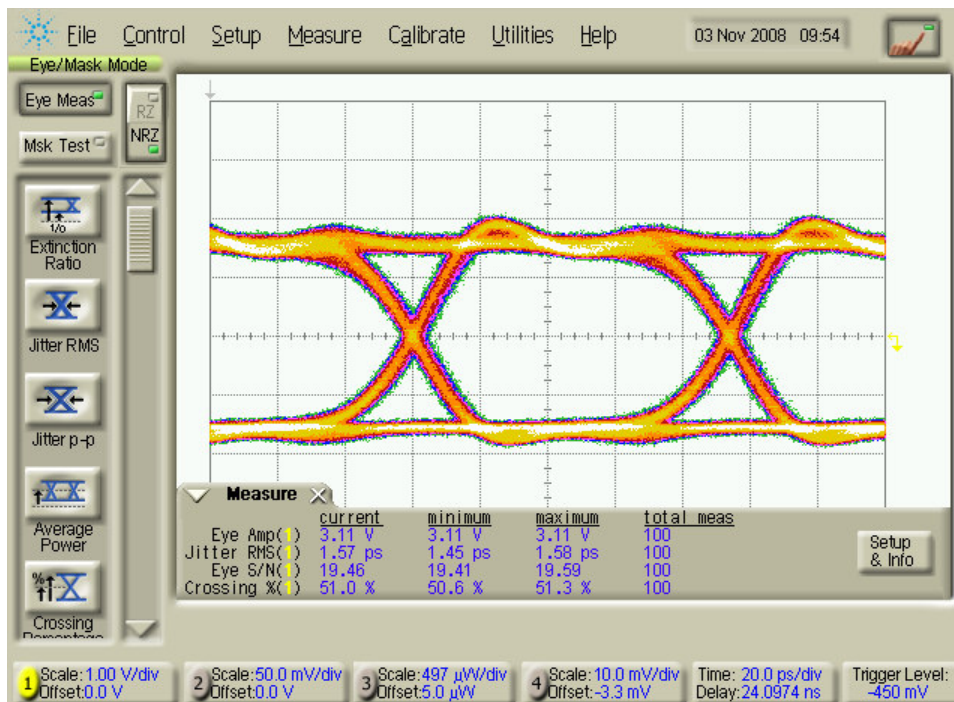 File Control Setup Measure Calibrate Utilities Help 03 Nov 2008 09:54
Eye/Mask Mode
Eye Meas
RZ
Msk Test
NRZ
1/0
Extinction
Ratio
Jitter RMS
Jitter p-p
Average
Power
%
Crossing
Percentage
Measure
current minimum maximum total meas
Eye Amp(1) 3.11 V 3.11 V 3.11 V 100
Jitter RMS(1) 1.57 ps 1.45 ps 1.58 ps 100
Eye S/N(1) 19.46 19.41 19.59 100
Crossing %(1) 51.0 % 50.6 % 51.3 % 100
Setup
& Info
1 Scale:1.00 V/div
Offset:0.0 V
2 Scale:50.0 mV/div
Offset:0.0 V
3 Scale:497 µW/div
Offset:5.0 µW
4 Scale:10.0 mV/div
Offset:-3.3 mV
Time: 20.0 ps/div
Delay:24.0974 ns
Trigger Level:
-450 mV